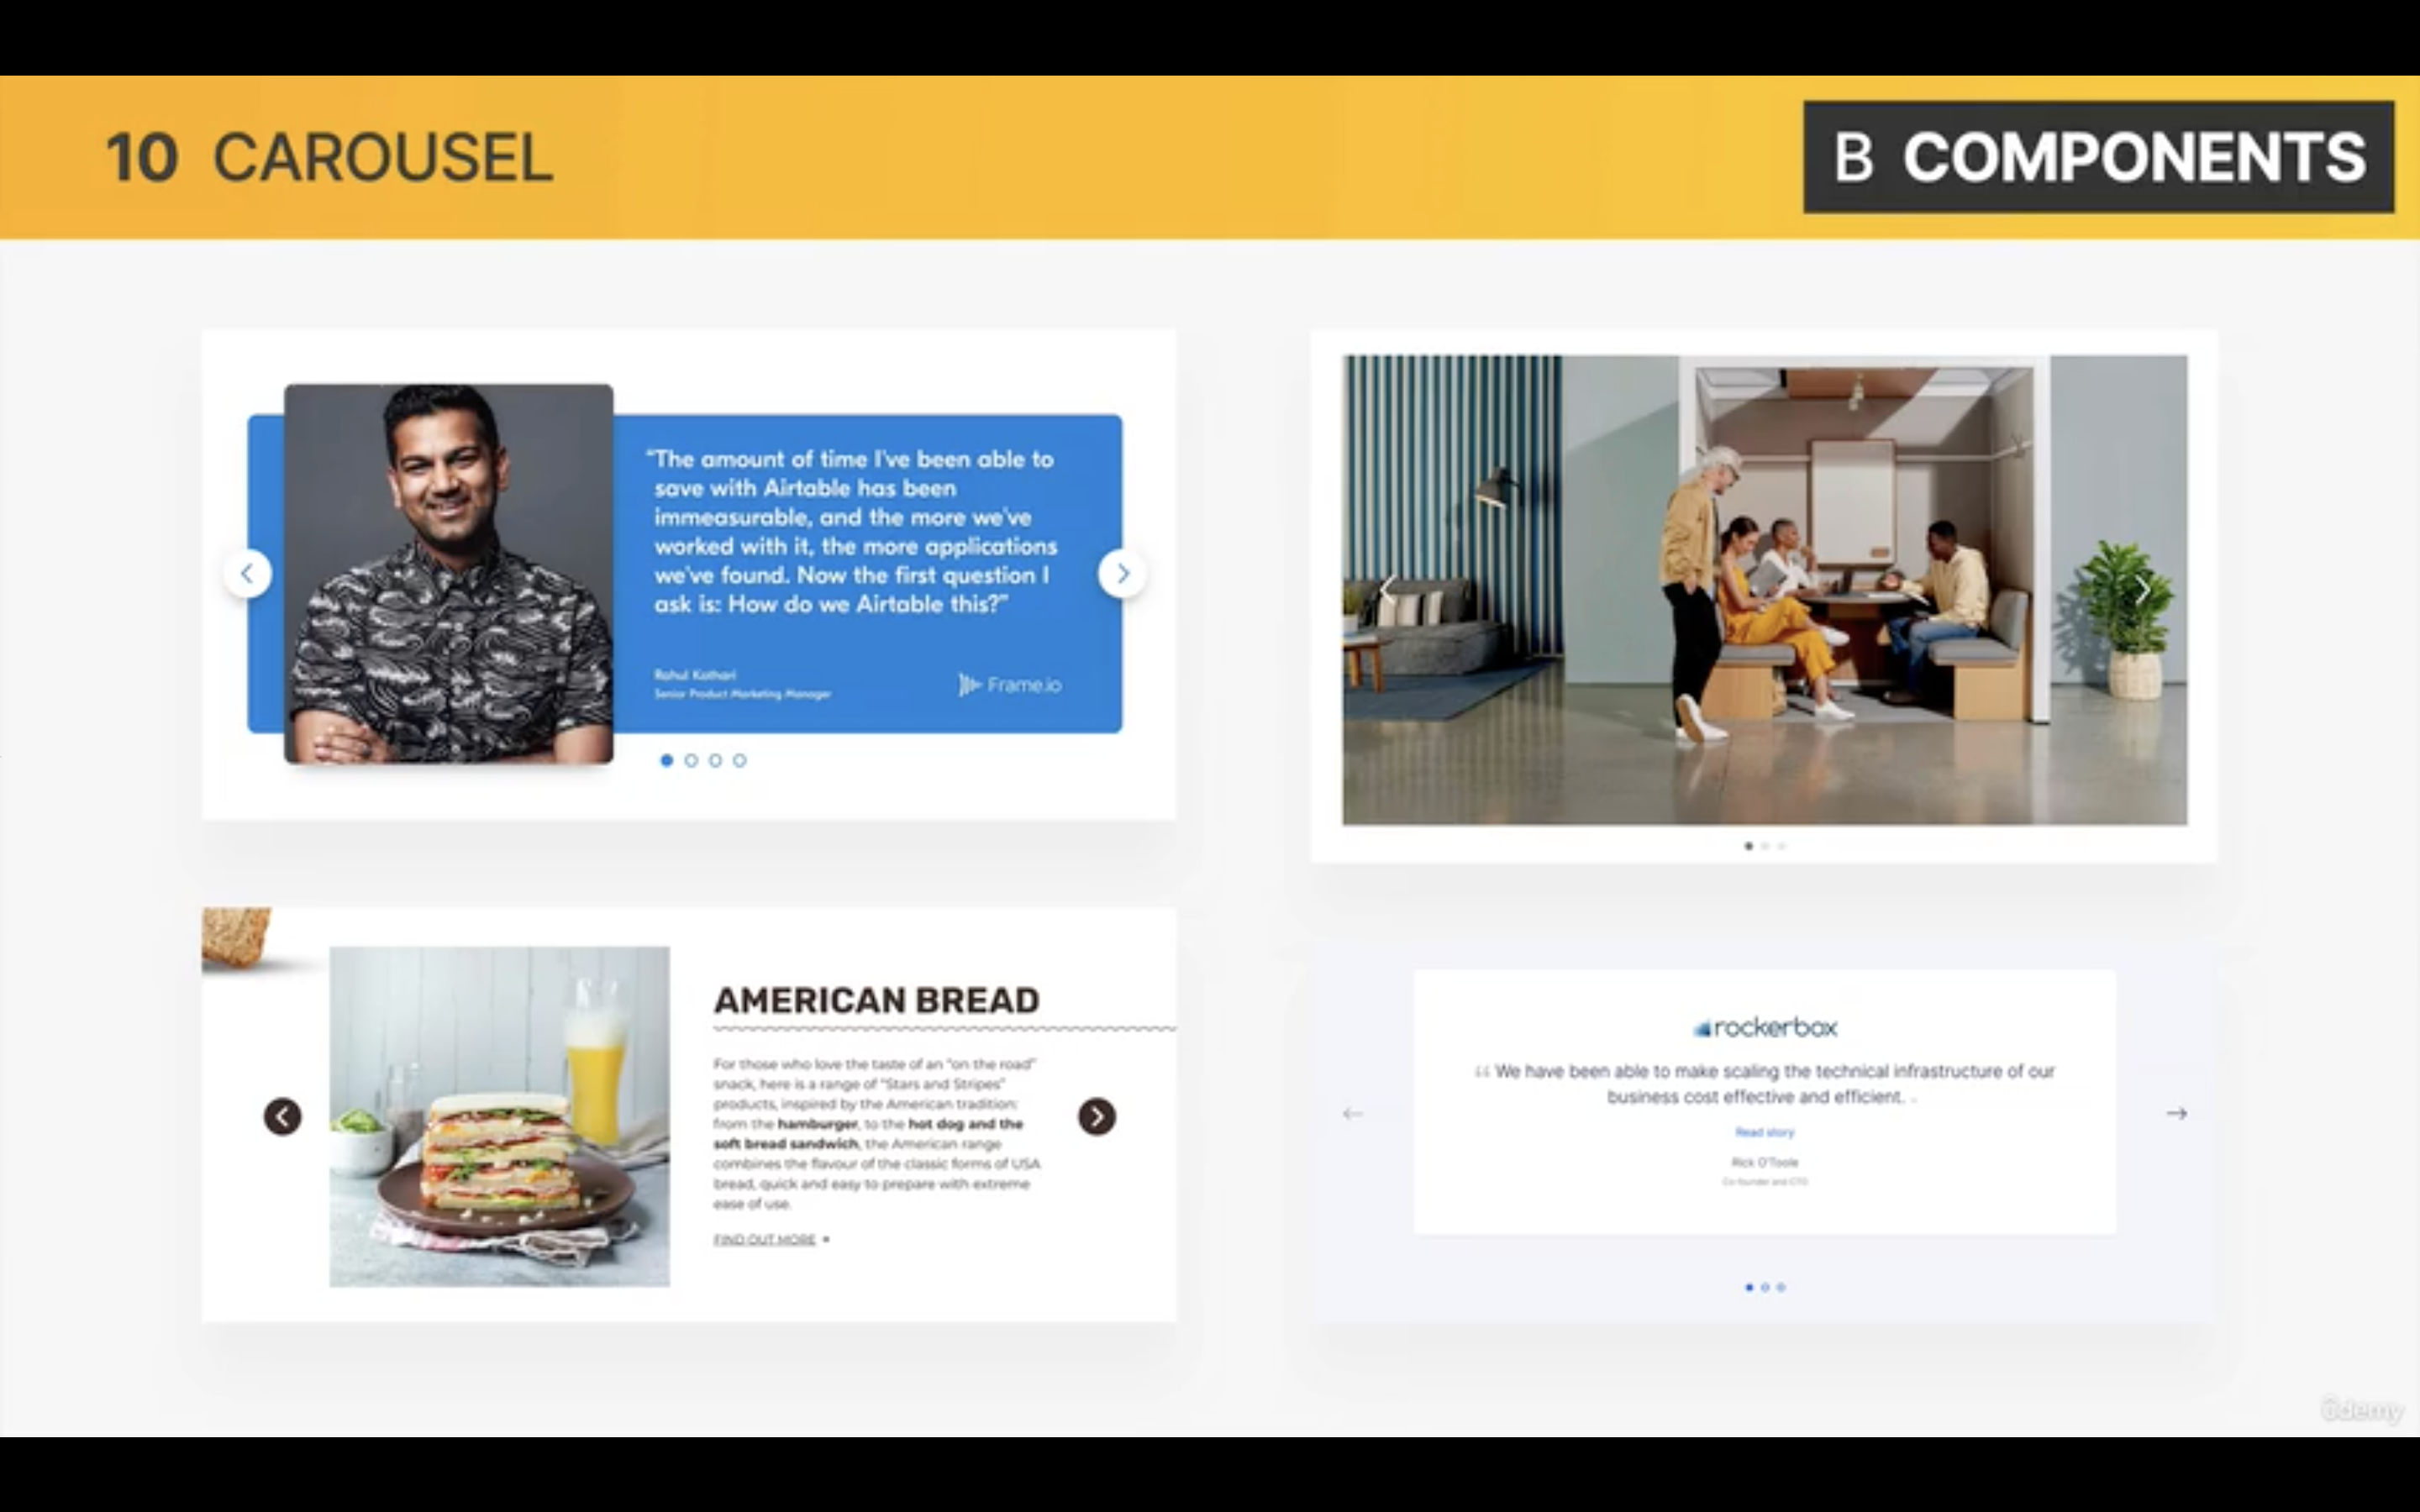 10 CAROUSEL
B COMPONENTS
“The amount of time I've been able to
save with Airtable has been
immeasurable, and the more we've
worked with it, the more applications
we've found. Now the first question I
ask is: How do we Airtable this?”
Rahul Kothari
Senior Product Marketing Manager
Frame.io
AMERICAN BREAD
For those who love the taste of an “on the road”
snack, here is a range of “Stars and Stripes”
products, inspired by the American tradition:
from the hamburger, to the hot dog and the
soft bread sandwich, the American range
combines the flavour of the classic forms of USA
bread, quick and easy to prepare with extreme
ease of use.
FIND OUT MORE
rockerbox
“ We have been able to make scaling the technical infrastructure of our
business cost effective and efficient. „
Read story
Rick O'Toole
Co-founder and CTO
ûdemy